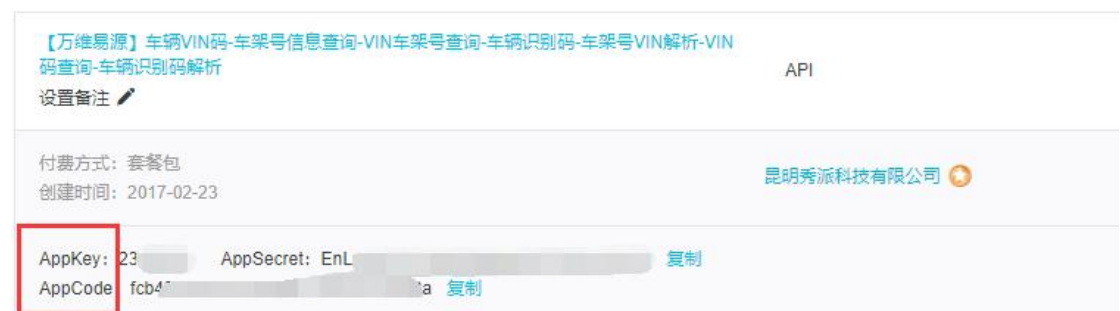 【万维易源】车辆VIN码-车架号信息查询-VIN车架号查询-车辆识别码-车架号VIN解析-VIN
码查询-车辆识别码解析
API
设置备注
付费方式：套餐包
昆明秀派科技有限公司
创建时间：2017-02-23
AppKey：23 AppSecret：EnL 复制
AppCode fcb4 a 复制